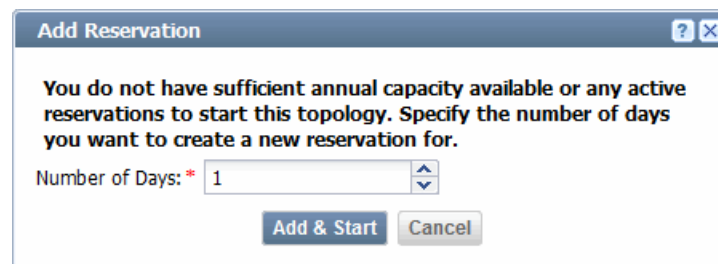 Add Reservation ?
You do not have sufficient annual capacity available or any active
reservations to start this topology. Specify the number of days
you want to create a new reservation for.
Number of Days: * 1
Add & Start Cancel